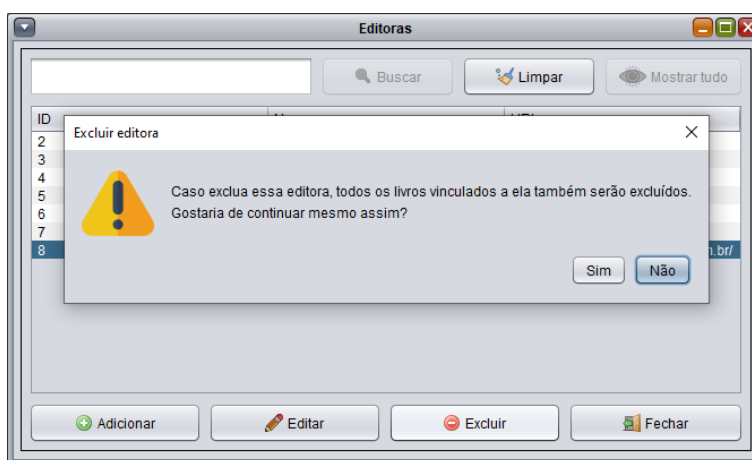 Editoras
Buscar
Limpar
Mostrar tudo
ID
Excluir editora
2
3
4
5
6
7
8
Caso exclua essa editora, todos os livros vinculados a ela também serão excluídos.
Gostaria de continuar mesmo assim?
Sim
Não
Adicionar
Editar
Excluir
Fechar